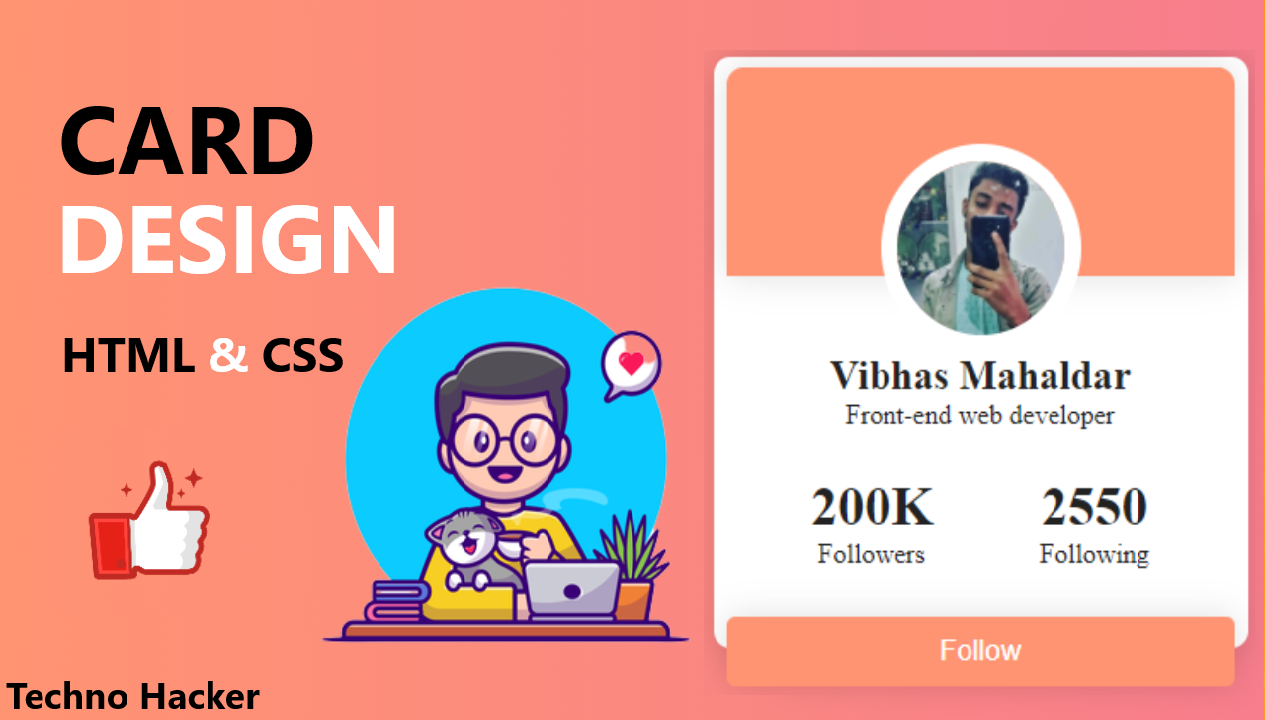 CARD
DESIGN
HTML & CSS
Techno Hacker
Vibhas Mahaldar
Front-end web developer
200K 2550
Followers Following
Follow